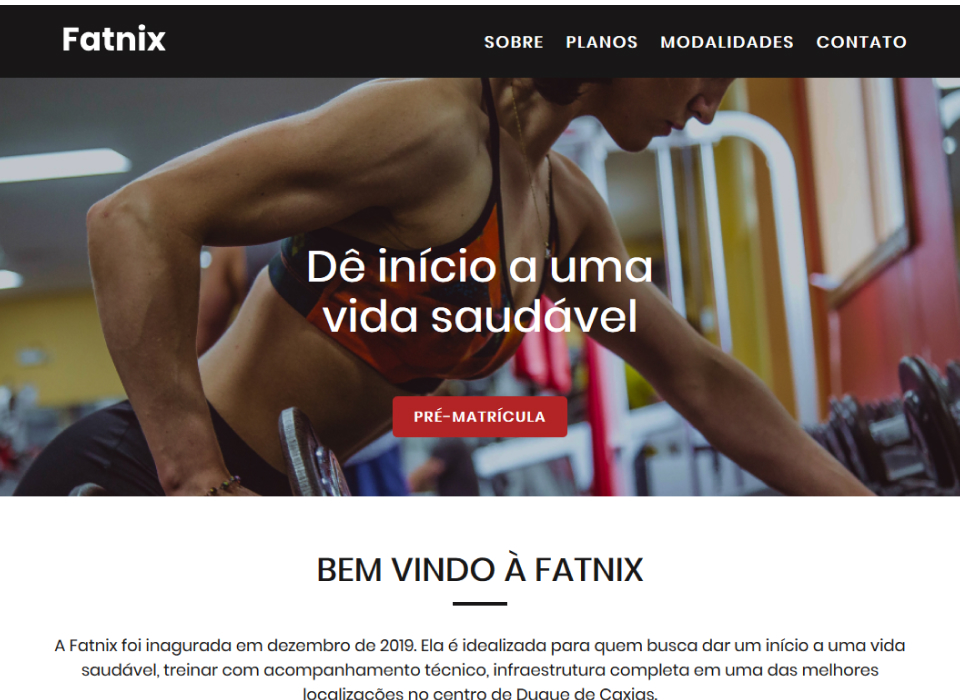 Fatnix
SOBRE PLANOS MODALIDADES CONTATO
Dê início a uma
vida saudável
PRÉ-MATRÍCULA
BEM VINDO À FATNIX
A Fatnix foi inagurada em dezembro de 2019. Ela é idealizada para quem busca dar um início a uma vida
saudável, treinar com acompanhamento técnico, infraestrutura completa em uma das melhores
localizações no centro de Duque de Caxias.